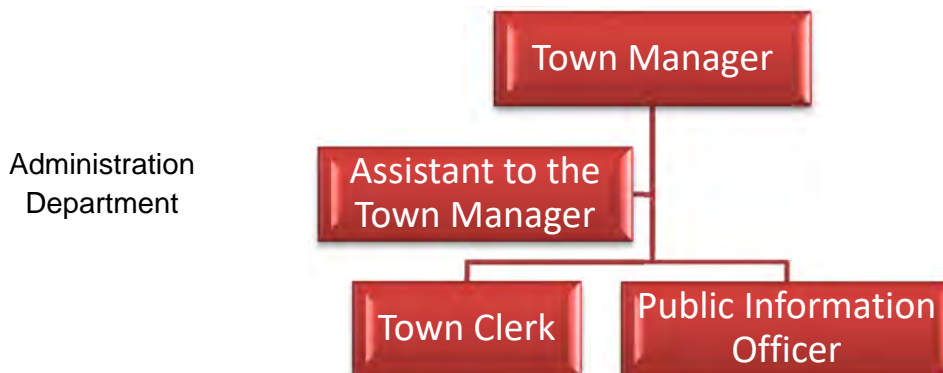 Town Manager
Administration
Department
Assistant to the
Town Manager
Town Clerk
Public Information
Officer